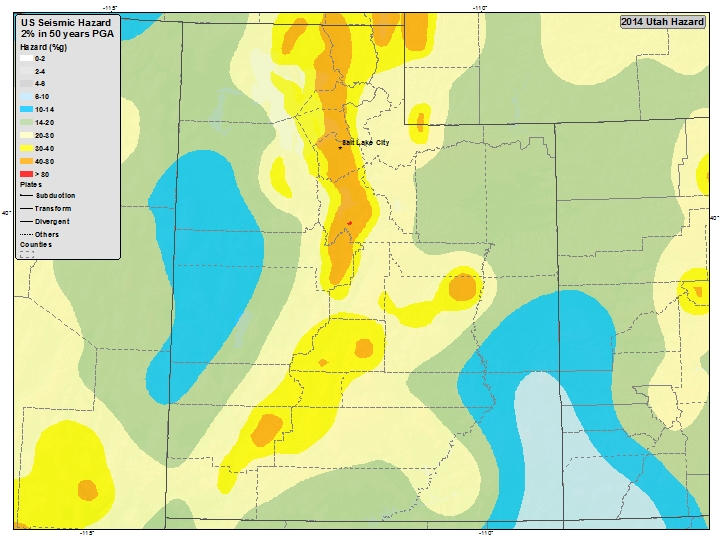 -115°
-110°
US Seismic Hazard
2% in 50 years PGA
2014 Utah Hazard
Hazard (%g)
0-2
2-4
4-6
6-10
10-14
14-20
20-30
30-40
40-80
> 80
Plates
Subduction
Transform
Divergent
Others
Counties
Salt Lake City
40°
40°
-115°
-110°